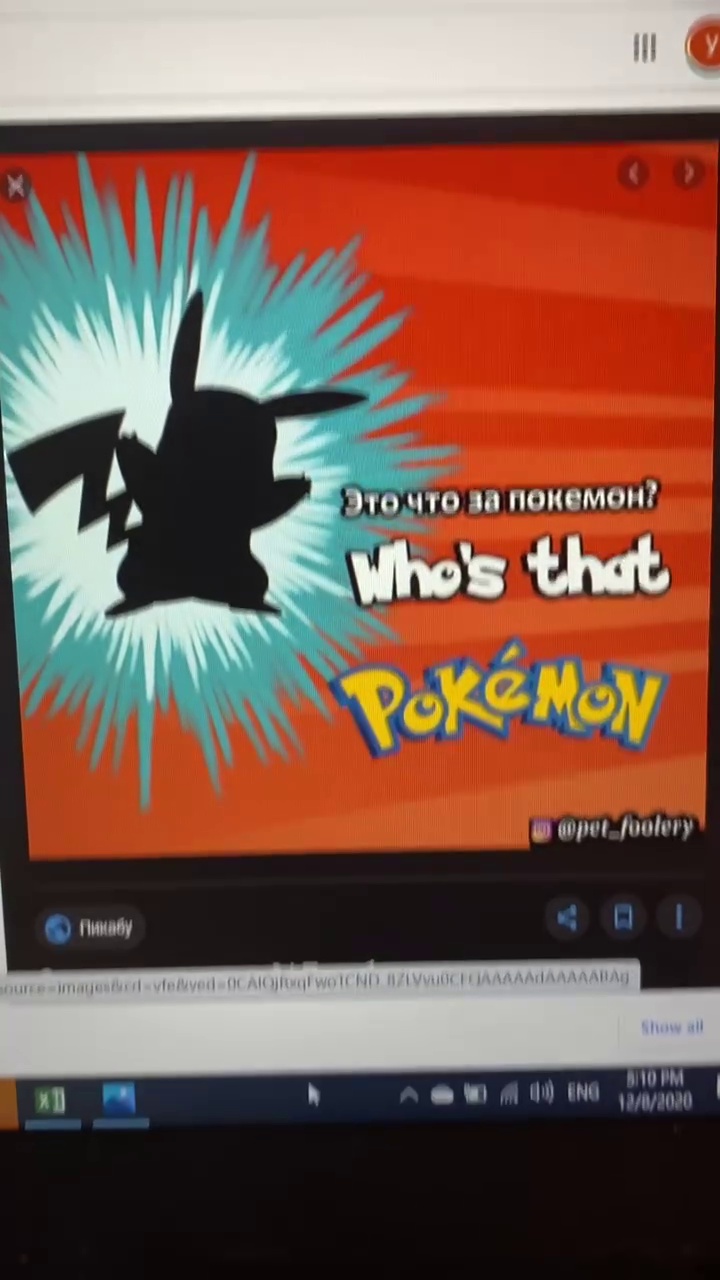 У
Это что за покемон?
Who's that
Pokémon
@pet_foolery
Пикабу
Show all
ENG
5:10 PM
12/8/2020